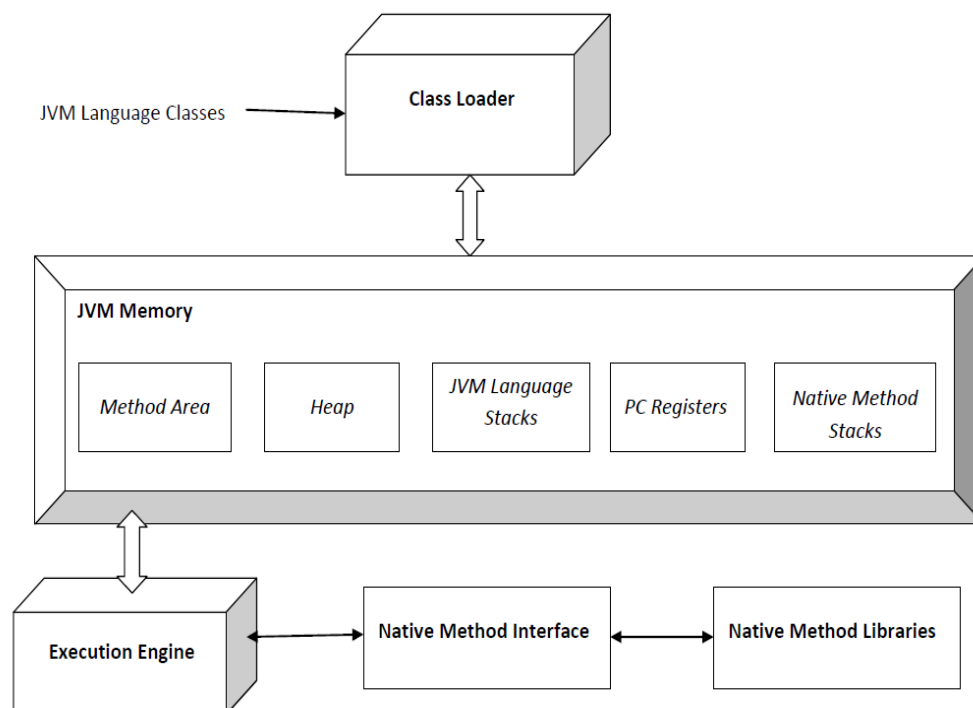 Class Loader
JVM Language Classes
JVM Memory
Method Area
Heap
JVM Language
Stacks
PC Registers
Native Method
Stacks
Execution Engine
Native Method Interface
Native Method Libraries